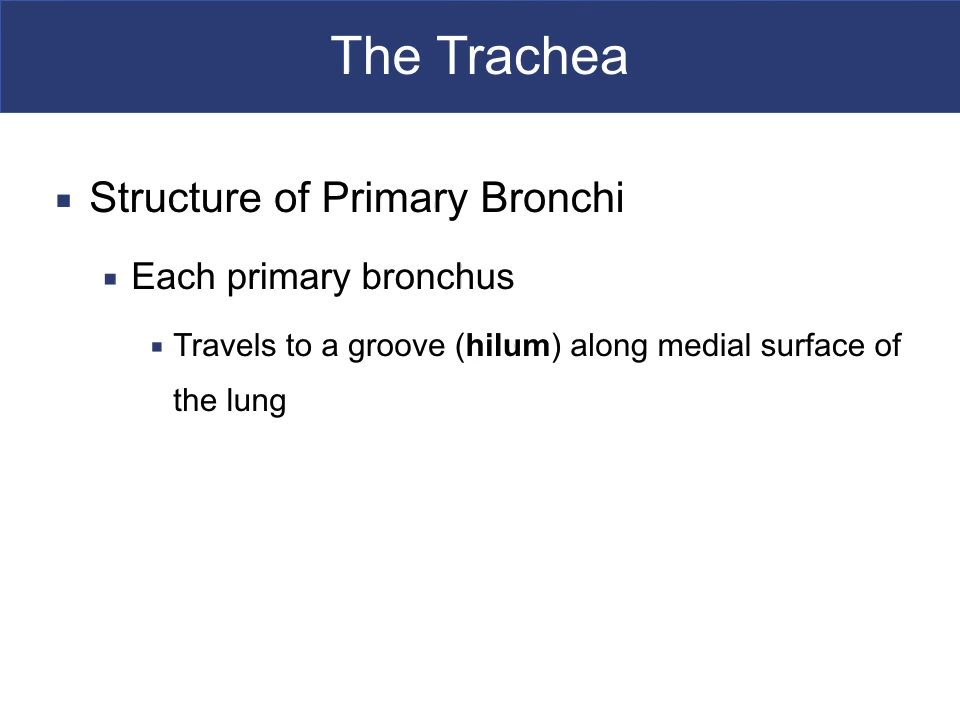 The Trachea
Structure of Primary Bronchi
Each primary bronchus
Travels to a groove (hilum) along medial surface of
the lung